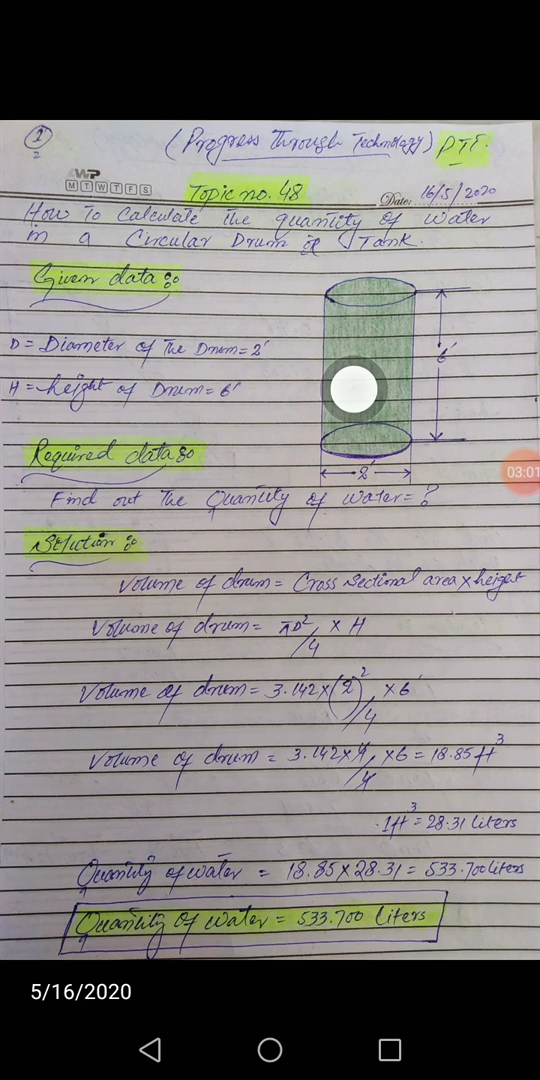 1
(Progress Through Technology) PTT.
AWP
M T W T F S
Topic no. 48
Date: 16/5/2020
How To Calculate the quantity of Water
in a Circular Drum or Tank.
Given data:
D = Diameter of The Drum = 2'
H = height of Drum = 6'
6'
2'
Required data:
03:01
Find out The Quantity of water = ?
Solution:
Volume of drum = Cross Sectional area x height
Volume of drum = πD²/4 × H
Volume of drum = 3.142×(2)²/4 ×6'
Volume of drum = 3.142×4/4 ×6 = 18.85 ft³
1ft³ = 28.31 liters
Quantity of water = 18.85×28.31 = 533.700 liters
Quantity of water = 533.700 liters
5/16/2020